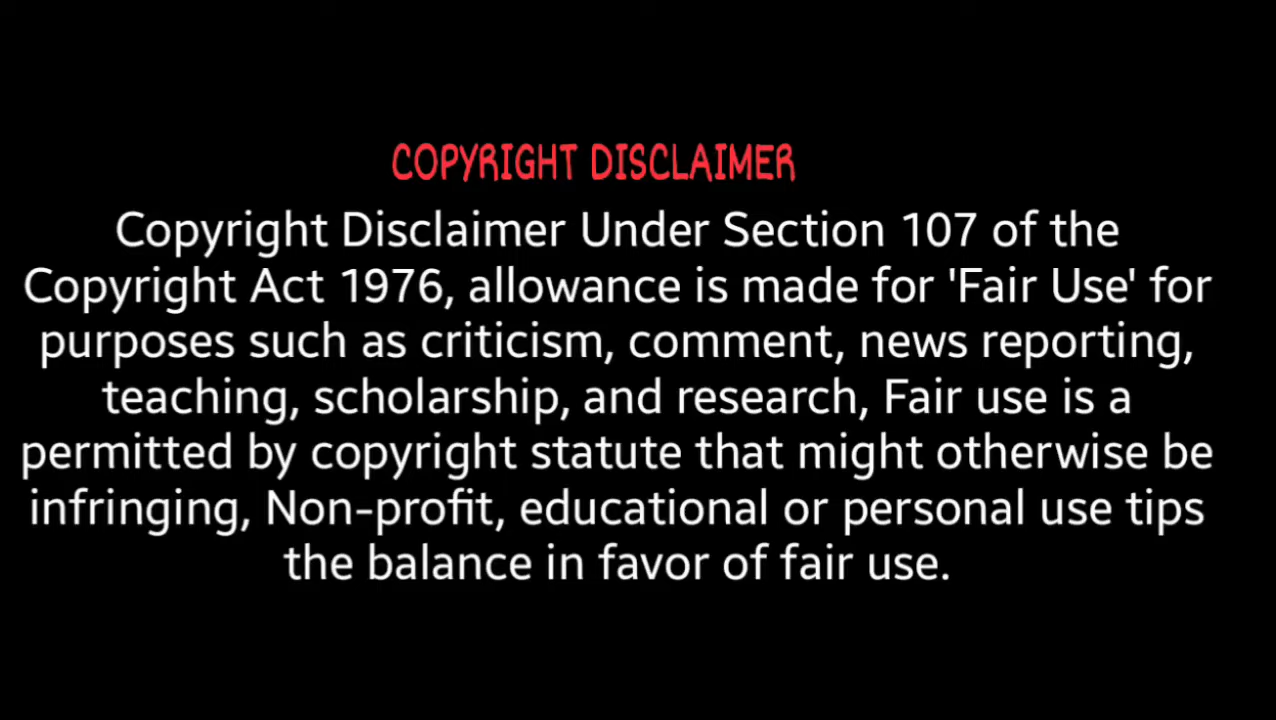 COPYRIGHT DISCLAIMER
Copyright Disclaimer Under Section 107 of the
Copyright Act 1976, allowance is made for 'Fair Use' for
purposes such as criticism, comment, news reporting,
teaching, scholarship, and research, Fair use is a
permitted by copyright statute that might otherwise be
infringing, Non-profit, educational or personal use tips
the balance in favor of fair use.